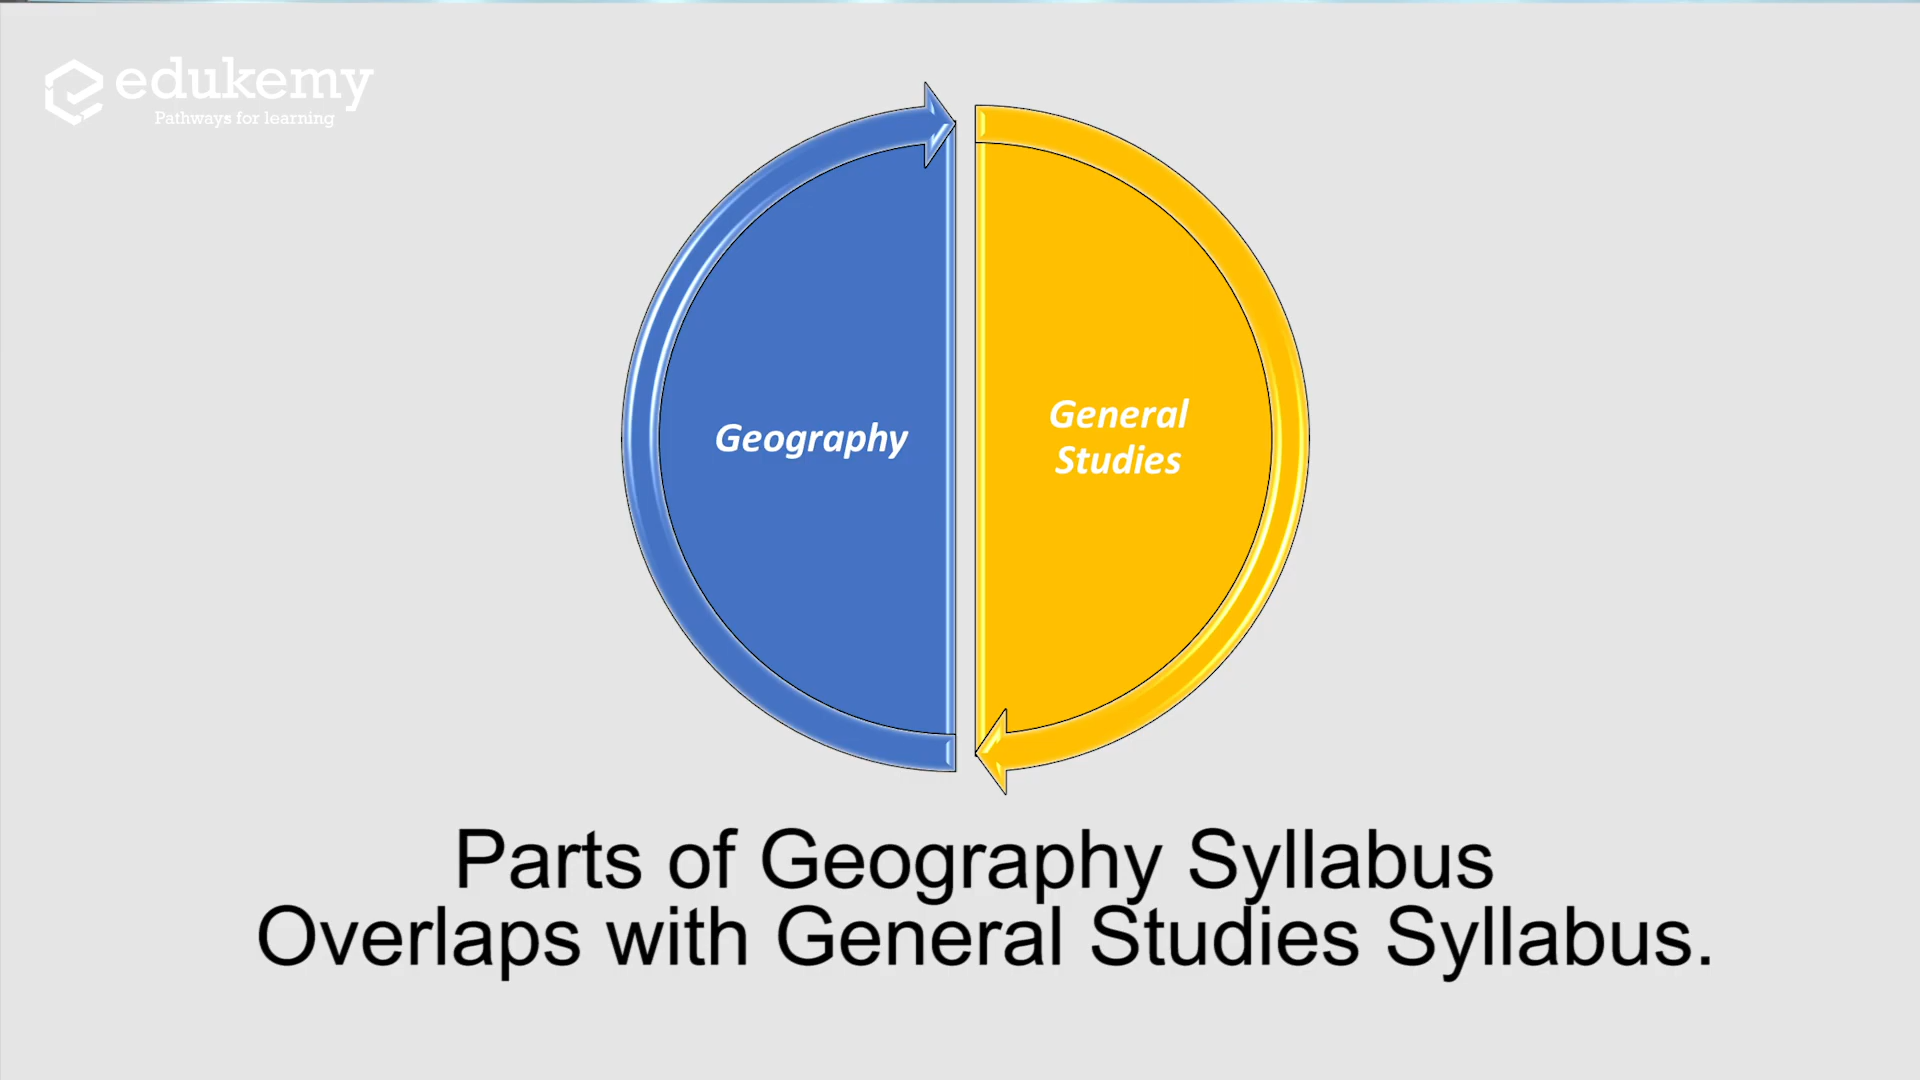 edukemy
Pathways for learning
Geography
General
Studies
Parts of Geography Syllabus
Overlaps with General Studies Syllabus.